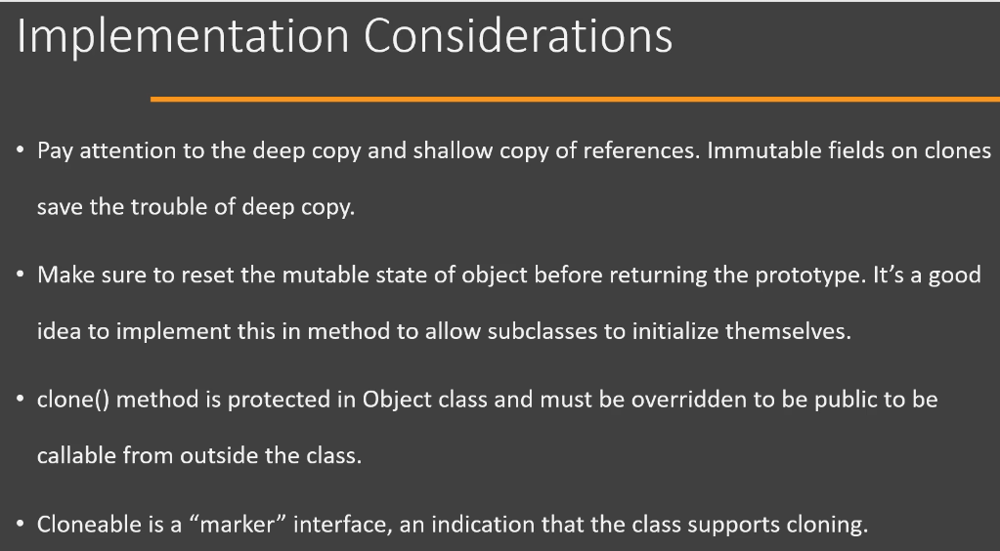 Implementation Considerations
• Pay attention to the deep copy and shallow copy of references. Immutable fields on clones
save the trouble of deep copy.
• Make sure to reset the mutable state of object before returning the prototype. It’s a good
idea to implement this in method to allow subclasses to initialize themselves.
• clone() method is protected in Object class and must be overridden to be public to be
callable from outside the class.
• Cloneable is a “marker” interface, an indication that the class supports cloning.